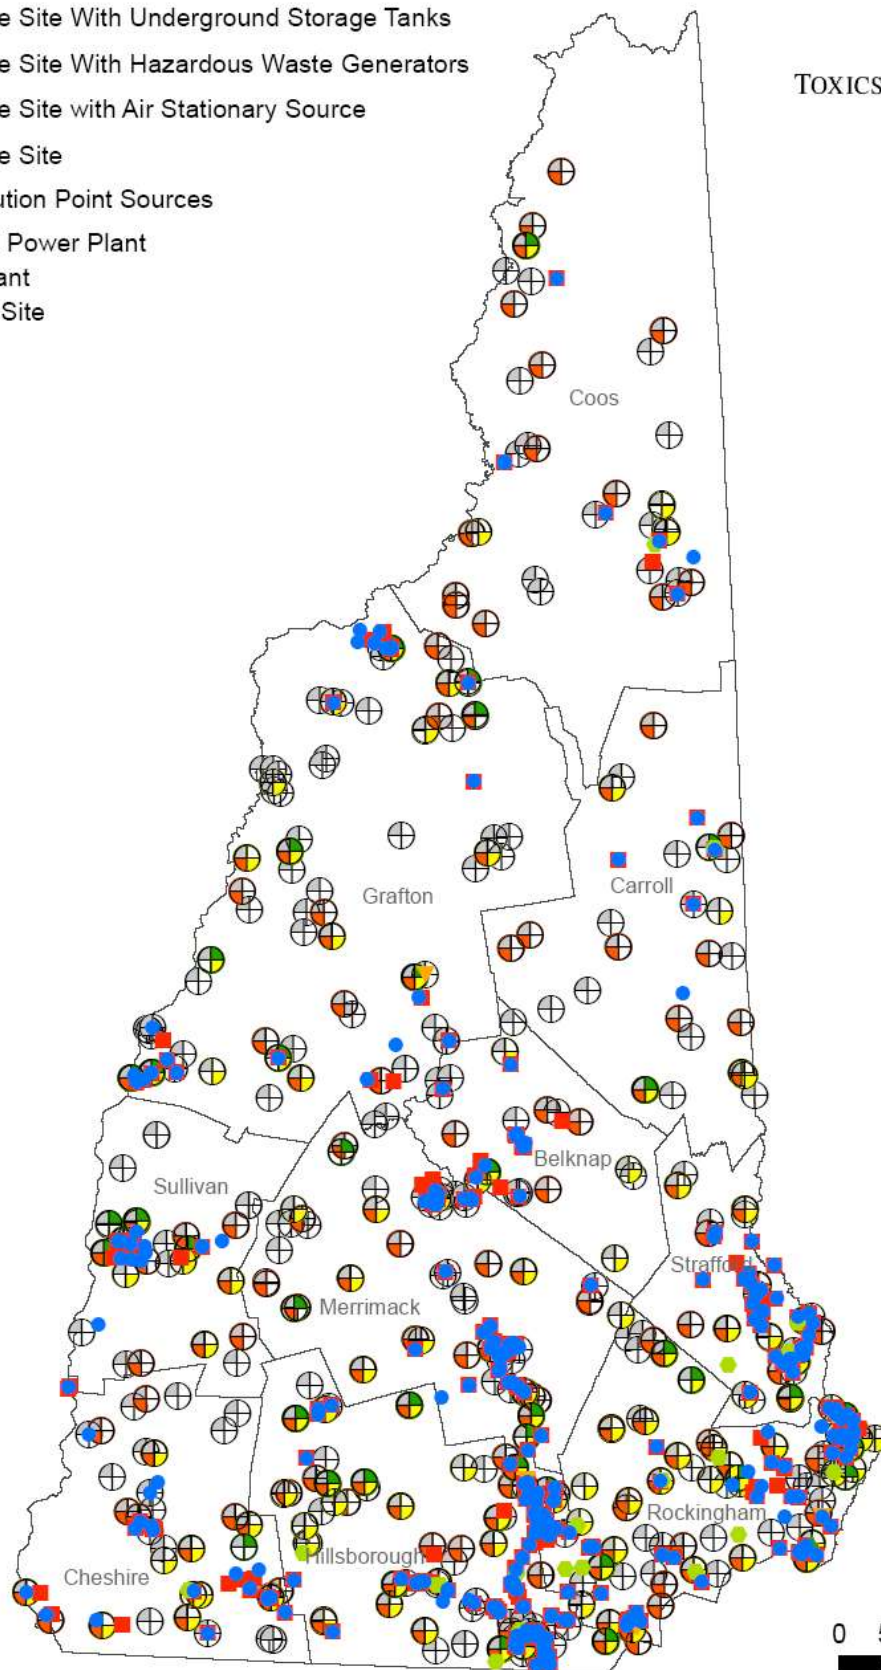 e Site With Underground Storage Tanks
e Site With Hazardous Waste Generators
TOXICS
e Site with Air Stationary Source
e Site
ution Point Sources
Power Plant
ant
Site
Coos
Grafton
Carroll
Belknap
Sullivan
Strafford
Merrimack
Rockingham
Hillsborough
Cheshire
0